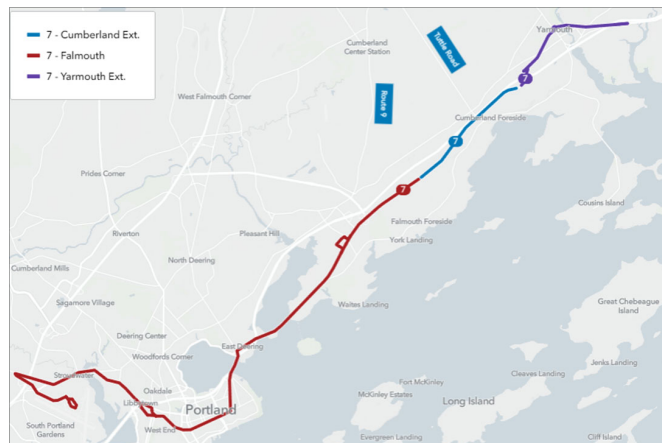 7 - Cumberland Ext.
7 - Falmouth
7 - Yarmouth Ext.
Yarmouth
Tuttle Road
Cumberland
Center Station
7
Route 9
West Falmouth Corner
Cumberland Foreside
7
Prides Corner
7
Cousins Island
Falmouth Foreside
Riverton
Pleasant Hill
York Landing
North Deering
Cumberland Mills
Sagamore Village
Waites Landing
Great Chebeague
Island
Deering Center
East Deering
Woodfords Corner
Jenks Landing
Stroudwater
Cleaves Landing
Fort McKinley
Oakdale
McKinley Estates
Libbytown
Portland
Long Island
South Portland
Gardens
West End
Evergreen Landing
Cliff Island